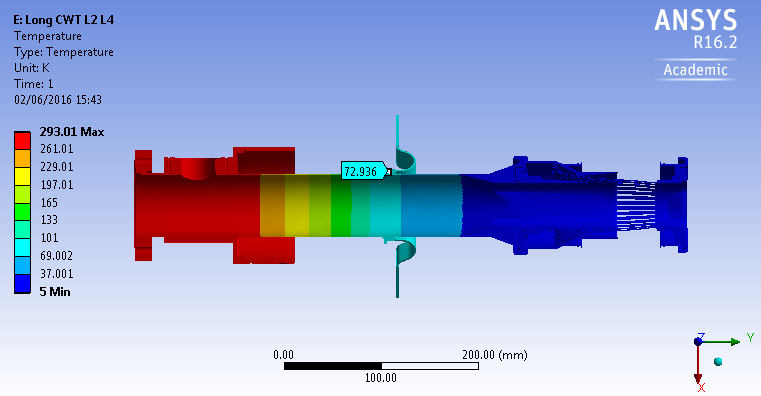 E: Long CWT L2 L4
Temperature
Type: Temperature
Unit: K
Time: 1
02/06/2016 15:43
ANSYS
R16.2
Academic
293.01 Max
261.01
229.01
197.01
165
133
101
69.002
37.001
5 Min
72.936
0.00
200.00 (mm)
100.00
Z
Y
X